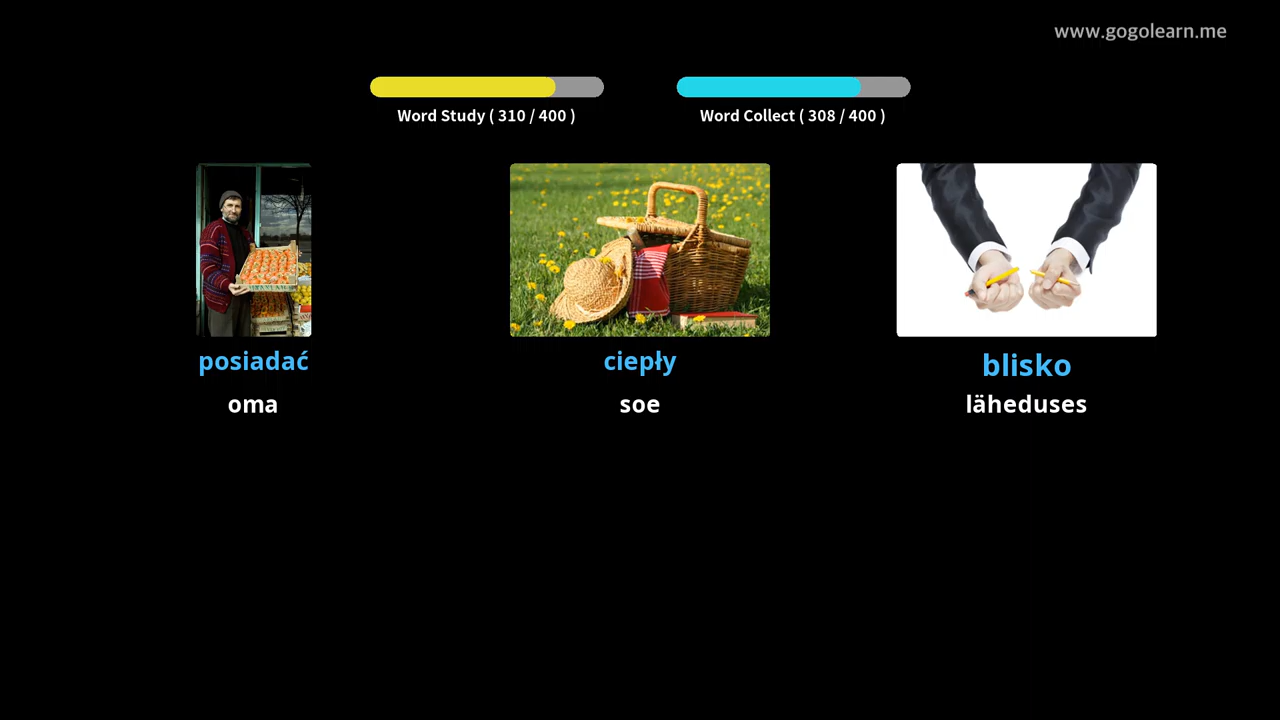 www.gogolearn.me
Word Study ( 310 / 400 )
Word Collect ( 308 / 400 )
posiadać
oma
ciepły
soe
blisko
läheduses